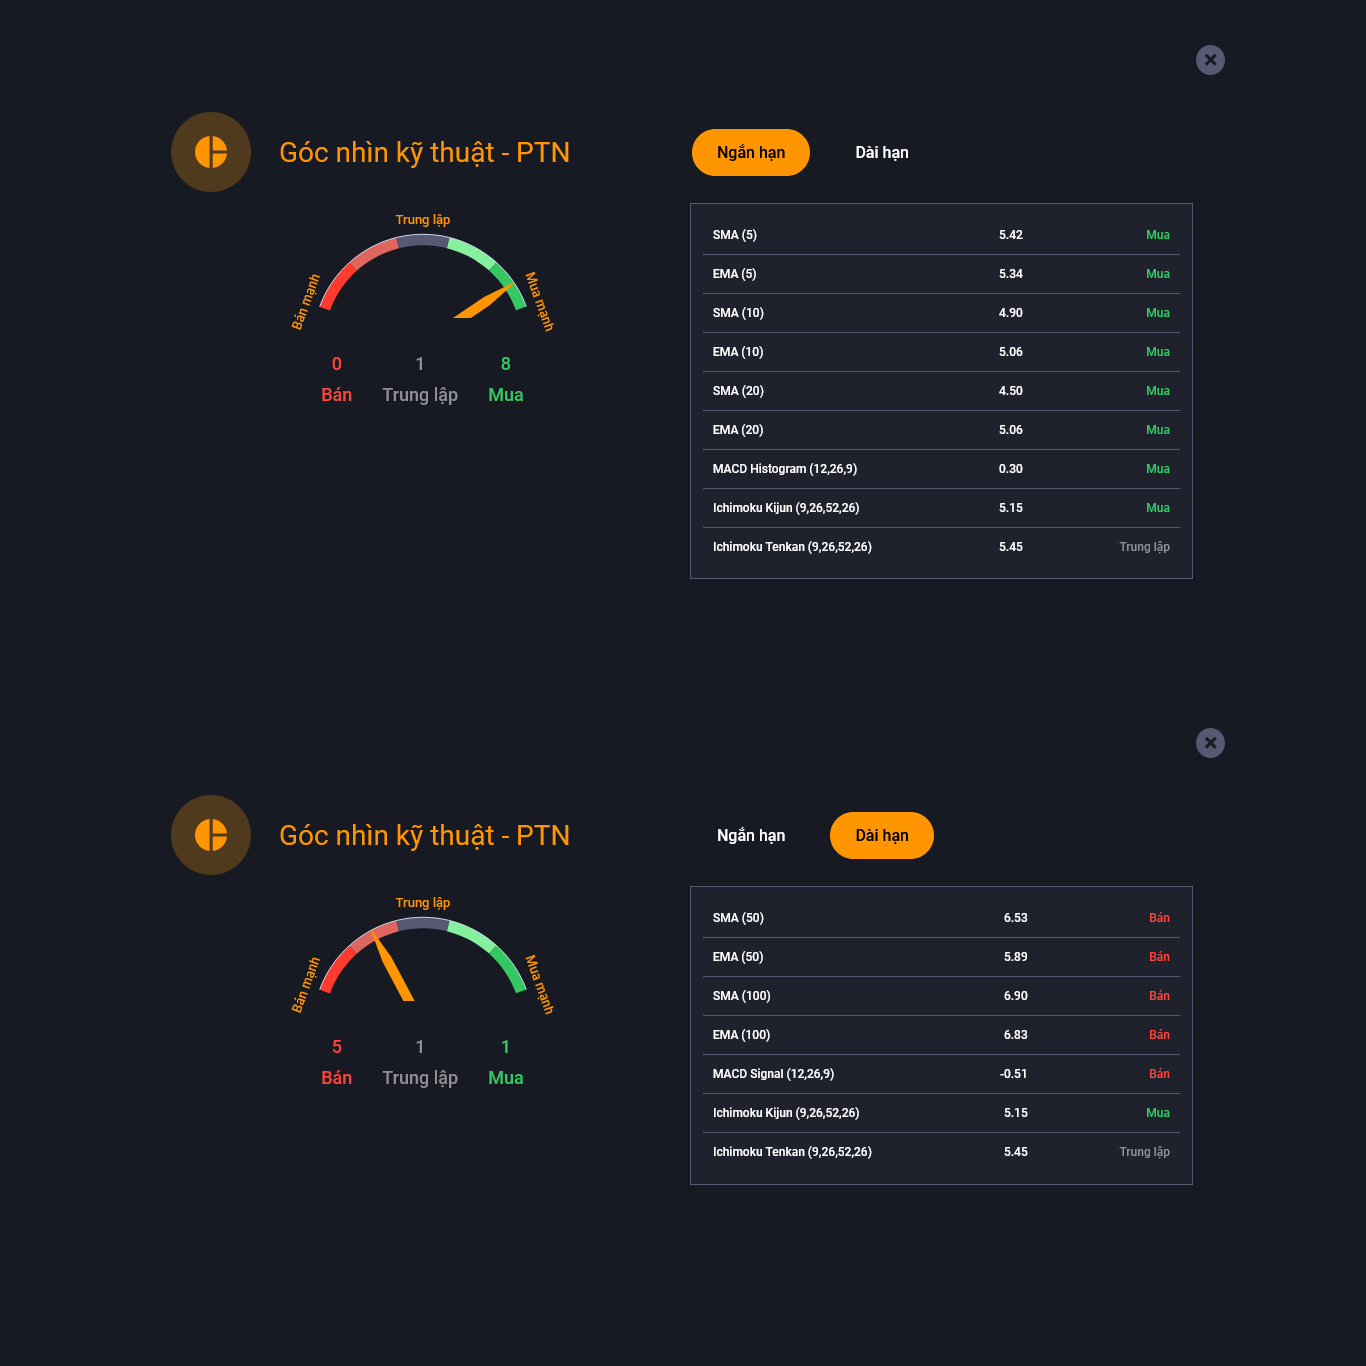 Góc nhìn kỹ thuật - PTN
Ngắn hạn Dài hạn
Trung lập
Bán mạnh
Mua mạnh
0 1 8
Bán Trung lập Mua
SMA (5) 5.42 Mua
EMA (5) 5.34 Mua
SMA (10) 4.90 Mua
EMA (10) 5.06 Mua
SMA (20) 4.50 Mua
EMA (20) 5.06 Mua
MACD Histogram (12,26,9) 0.30 Mua
Ichimoku Kijun (9,26,52,26) 5.15 Mua
Ichimoku Tenkan (9,26,52,26) 5.45 Trung lập
Góc nhìn kỹ thuật - PTN
Ngắn hạn Dài hạn
Trung lập
Bán mạnh
Mua mạnh
5 1 1
Bán Trung lập Mua
SMA (50) 6.53 Bán
EMA (50) 5.89 Bán
SMA (100) 6.90 Bán
EMA (100) 6.83 Bán
MACD Signal (12,26,9) -0.51 Bán
Ichimoku Kijun (9,26,52,26) 5.15 Mua
Ichimoku Tenkan (9,26,52,26) 5.45 Trung lập